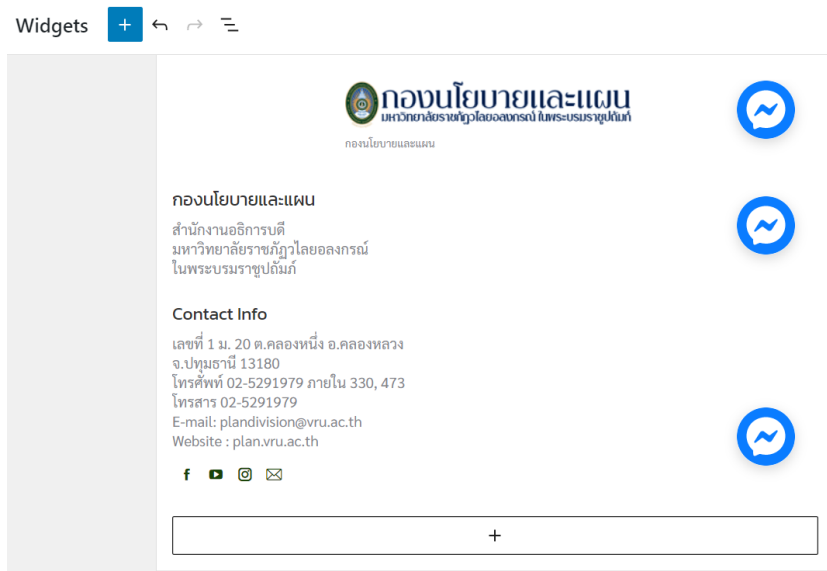 Widgets
กองนโยบายและแผน
มหาวิทยาลัยราชภัฏวไลยอลงกรณ์ ในพระบรมราชูปถัมภ์
กองนโยบายและแผน
กองนโยบายและแผน
สำนักงานอธิการบดี
มหาวิทยาลัยราชภัฏวไลยอลงกรณ์
ในพระบรมราชูปถัมภ์
Contact Info
เลขที่ 1 ม. 20 ต.คลองหนึ่ง อ.คลองหลวง
จ.ปทุมธานี 13180
โทรศัพท์ 02-5291979 ภายใน 330, 473
โทรสาร 02-5291979
E-mail: plandivision@vru.ac.th
Website : plan.vru.ac.th